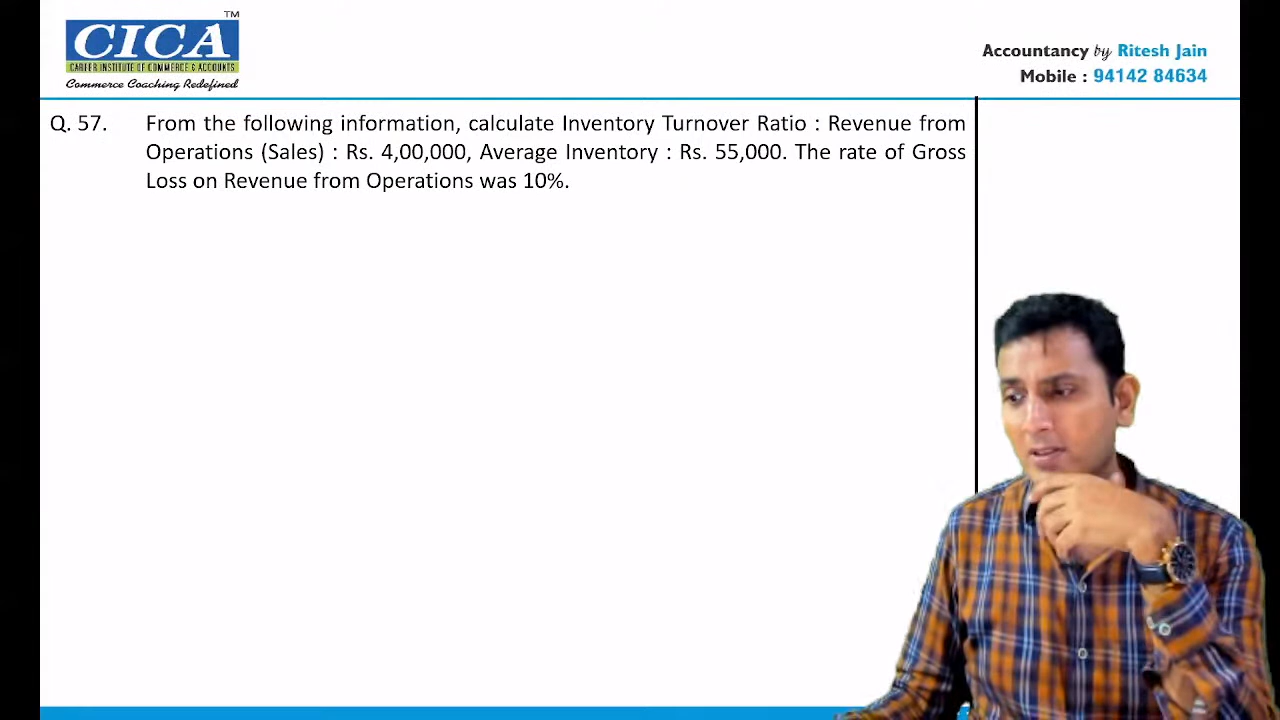 TM
CICA
CAREER INSTITUTE OF COMMERCE & ACCOUNTS
Commerce Coaching Redefined
Accountancy by Ritesh Jain
Mobile : 94142 84634
Q. 57. From the following information, calculate Inventory Turnover Ratio : Revenue from
Operations (Sales) : Rs. 4,00,000, Average Inventory : Rs. 55,000. The rate of Gross
Loss on Revenue from Operations was 10%.